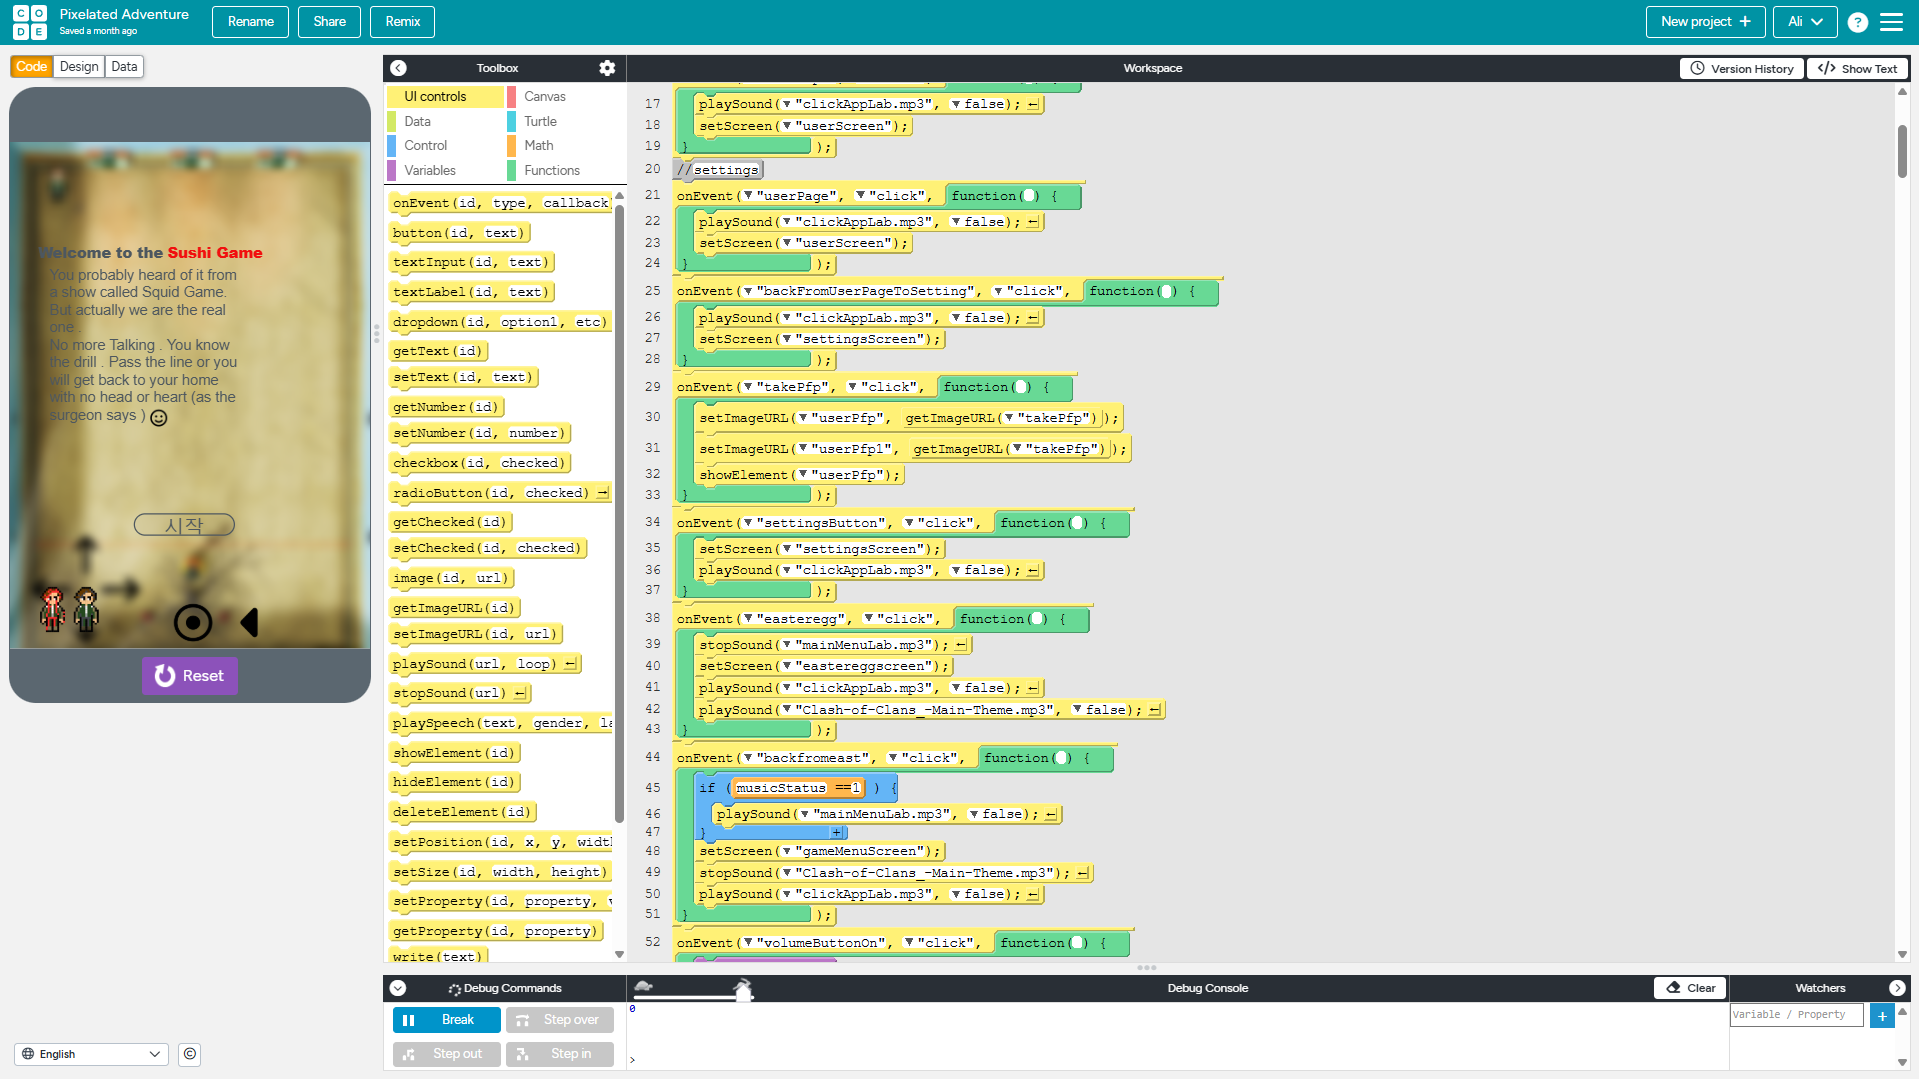 CODE
Pixelated Adventure
Saved a month ago
Rename
Share
Remix
New project +
Ali
?
Code
Design
Data
Welcome to the Sushi Game
You probably heard of it from
a show called Squid Game.
But actually we are the real
one .
No more Talking . You know
the drill . Pass the line or you
will get back to your home
with no head or heart (as the
surgeon says )
시작
Reset
English
Toolbox
UI controls
Canvas
Data
Turtle
Control
Math
Variables
Functions
onEvent(id, type, callback)
button(id, text)
textInput(id, text)
textLabel(id, text)
dropdown(id, option1, etc)
getText(id)
setText(id, text)
getNumber(id)
setNumber(id, number)
checkbox(id, checked)
radioButton(id, checked)
getChecked(id)
setChecked(id, checked)
image(id, url)
getImageURL(id)
setImageURL(id, url)
playSound(url, loop)
stopSound(url)
playSpeech(text, gender, la
showElement(id)
hideElement(id)
deleteElement(id)
setPosition(id, x, y, widt
setSize(id, width, height)
setProperty(id, property, v
getProperty(id, property)
write(text)
Workspace
Version History
</> Show Text
17 playSound("clickAppLab.mp3", false);
18 setScreen("userScreen");
19 } );
20 //settings
21 onEvent("userPage", "click", function() {
22 playSound("clickAppLab.mp3", false);
23 setScreen("userScreen");
24 } );
25 onEvent("backFromUserPageToSetting", "click", function() {
26 playSound("clickAppLab.mp3", false);
27 setScreen("settingsScreen");
28 } );
29 onEvent("takePfp", "click", function() {
30 setImageURL("userPfp", getImageURL("takePfp"));
31 setImageURL("userPfp1", getImageURL("takePfp"));
32 showElement("userPfp");
33 } );
34 onEvent("settingsButton", "click", function() {
35 setScreen("settingsScreen");
36 playSound("clickAppLab.mp3", false);
37 } );
38 onEvent("easteregg", "click", function() {
39 stopSound("mainMenuLab.mp3");
40 setScreen("eastereggscreen");
41 playSound("clickAppLab.mp3", false);
42 playSound("Clash-of-Clans_-Main-Theme.mp3", false);
43 } );
44 onEvent("backfromeast", "click", function() {
45 if (musicStatus ==1 ) {
46 playSound("mainMenuLab.mp3", false);
47 } +
48 setScreen("gameMenuScreen");
49 stopSound("Clash-of-Clans_-Main-Theme.mp3");
50 playSound("clickAppLab.mp3", false);
51 } );
52 onEvent("volumeButtonOn", "click", function() {
Debug Commands
Break
Step over
Step out
Step in
Debug Console
Clear
0
>
Watchers
Variable / Property
+